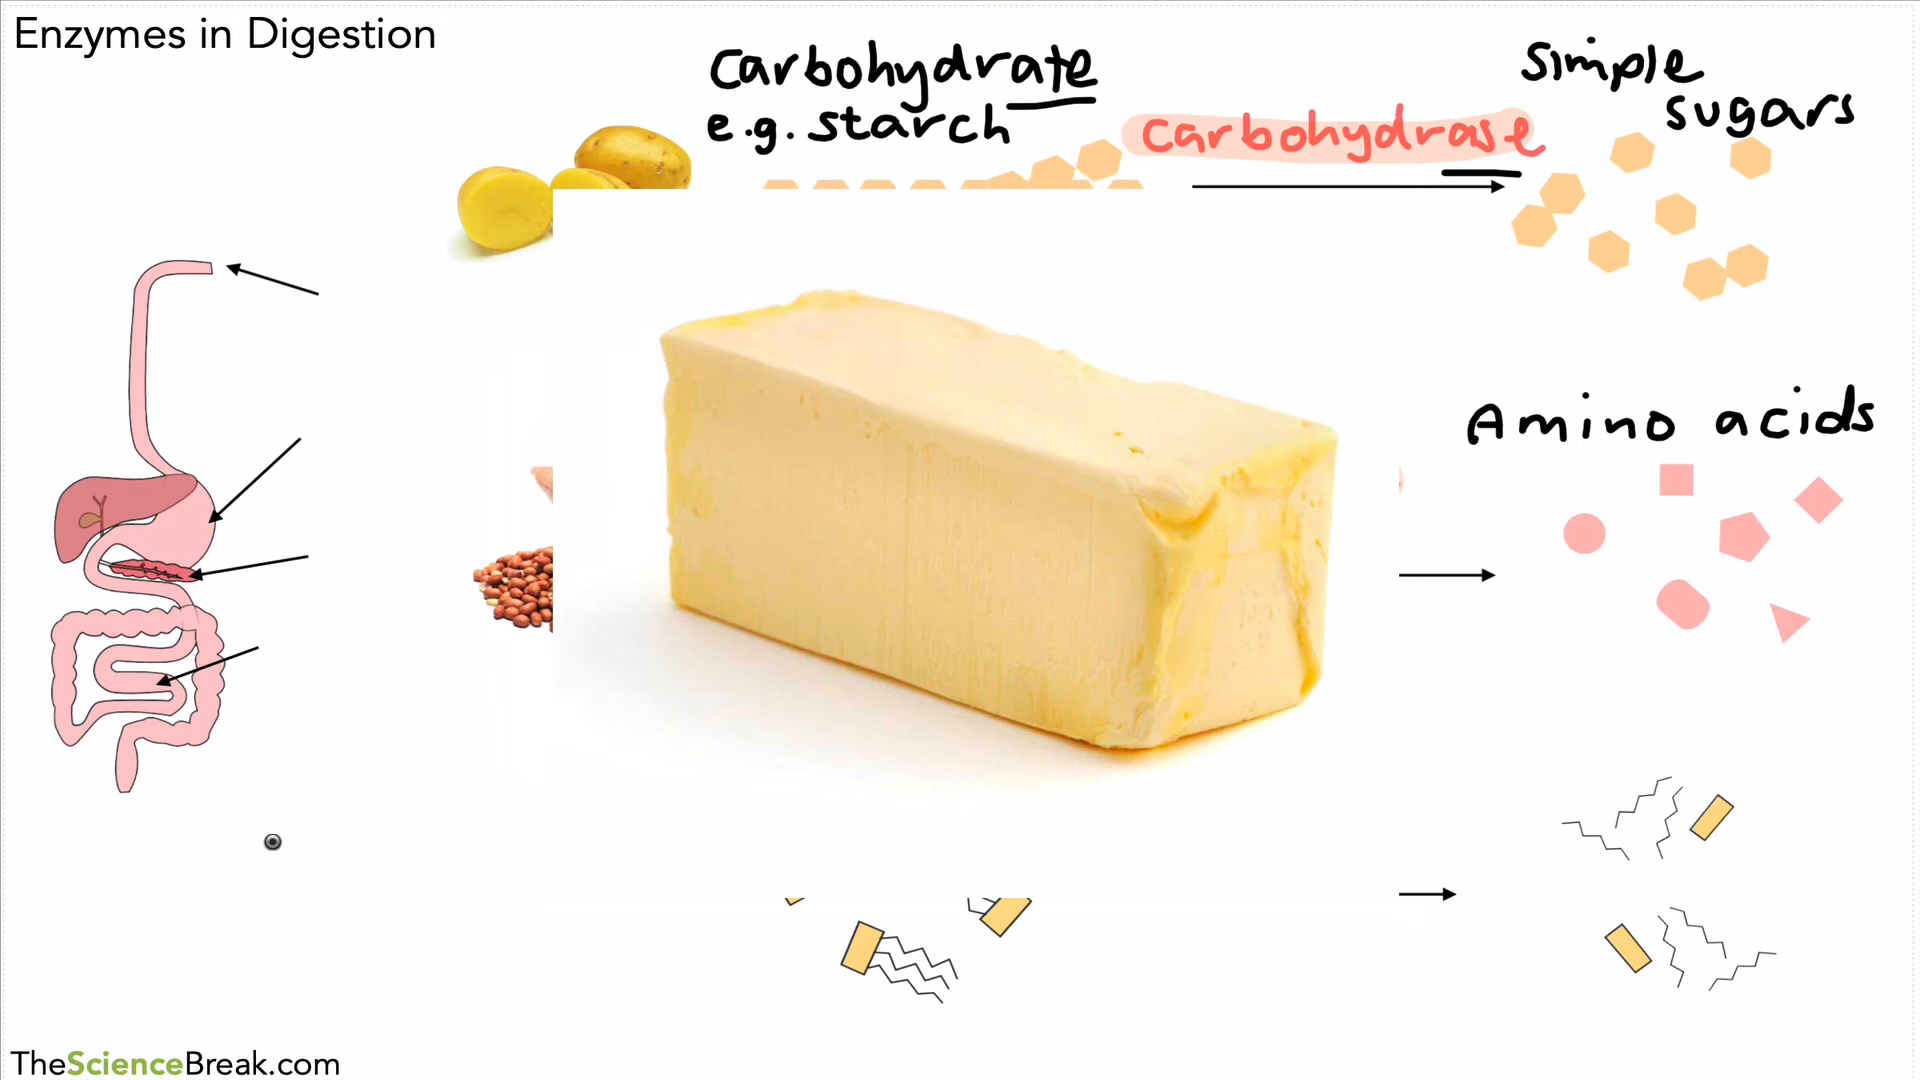 Enzymes in Digestion
Carbohydrate
e.g. starch
carbohydrase
Simple
sugars
Amino acids
TheScienceBreak.com